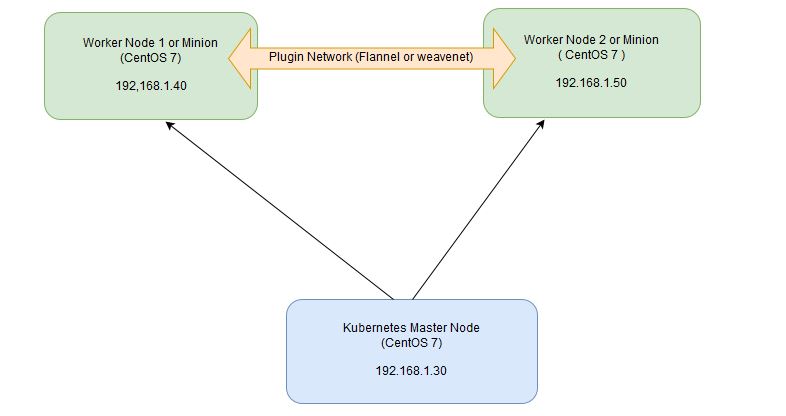 Worker Node 1 or Minion
(CentOS 7)
192,168.1.40
Plugin Network (Flannel or weavenet)
Worker Node 2 or Minion
( CentOS 7 )
192.168.1.50
Kubernetes Master Node
(CentOS 7)
192.168.1.30